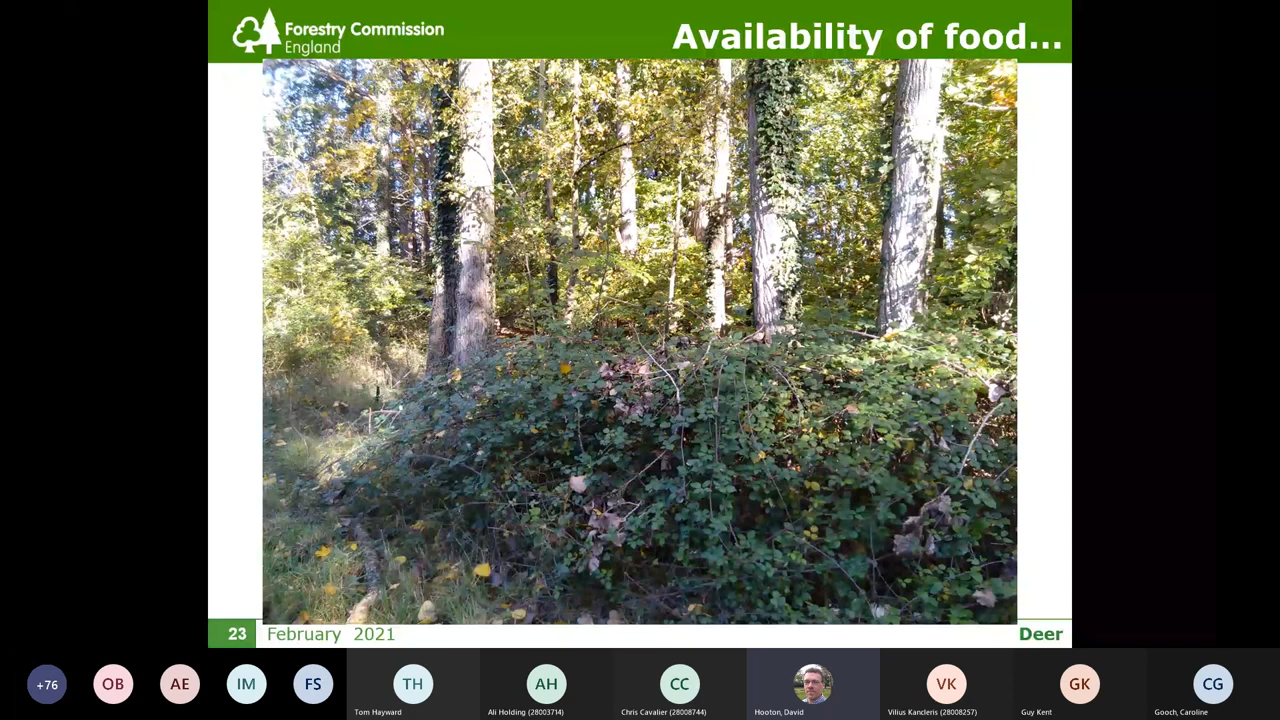 Forestry Commission
England
Availability of food...
23
February 2021
Deer
+76
OB
AE
IM
FS
TH
AH
CC
VK
GK
CG
Tom Hayward
Ali Holding (28003714)
Chris Cavalier (28008744)
Hooton, David
Vilius Kancleris (28008257)
Guy Kent
Gooch, Caroline